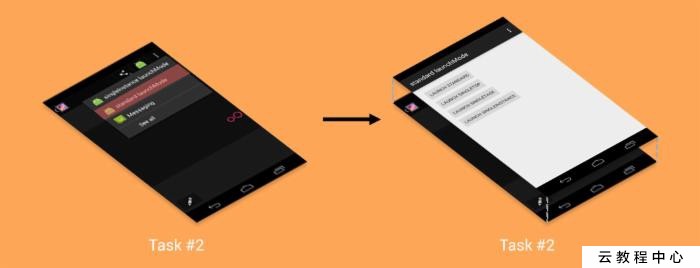 singleInstance launchMode
standard launchMode
Messaging
See all
Task #2
standard launchMode
LAUNCH STANDARD
LAUNCH SINGLETOP
LAUNCH SINGLETASK
LAUNCH SINGLEINSTANCE
Task #2
云教程中心